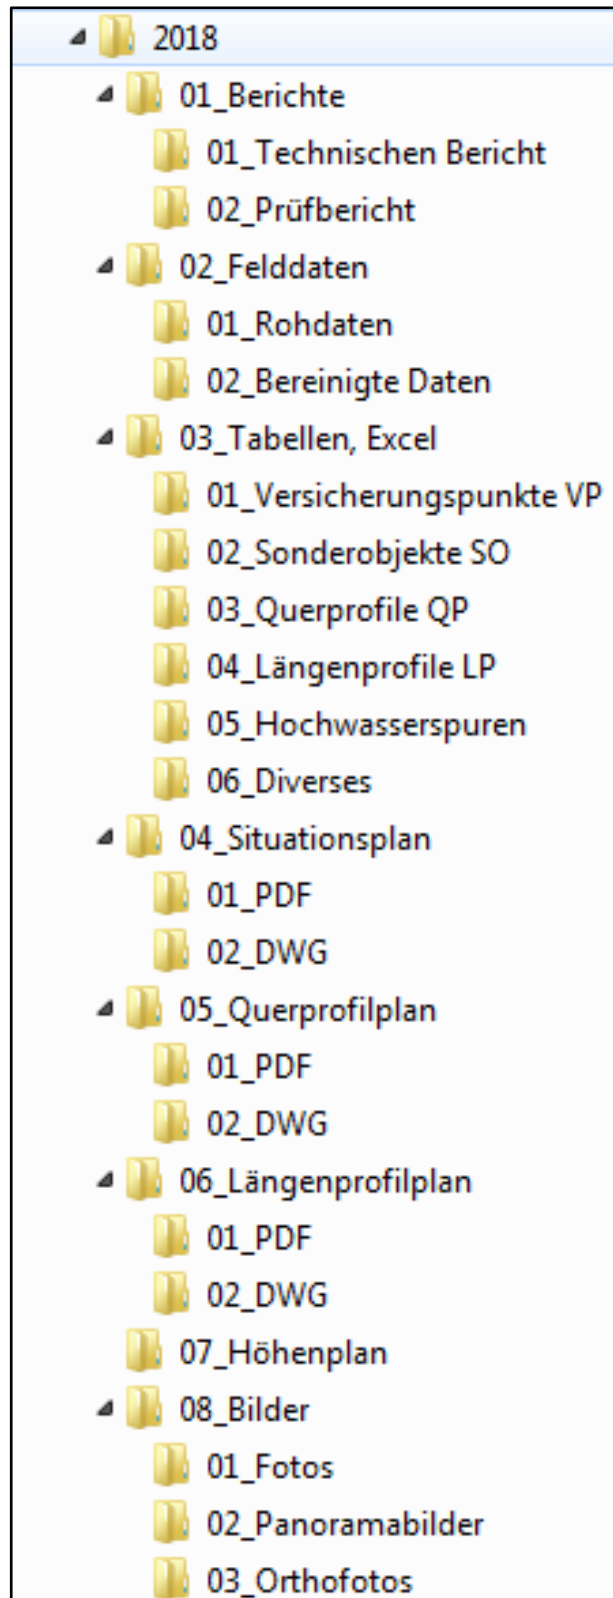 2018
01_Berichte
01_Technischen Bericht
02_Prüfbericht
02_Felddaten
01_Rohdaten
02_Bereinigte Daten
03_Tabellen, Excel
01_Versicherungspunkte VP
02_Sonderobjekte SO
03_Querprofile QP
04_Längenprofile LP
05_Hochwasserspuren
06_Diverses
04_Situationsplan
01_PDF
02_DWG
05_Querprofilplan
01_PDF
02_DWG
06_Längenprofilplan
01_PDF
02_DWG
07_Höhenplan
08_Bilder
01_Fotos
02_Panoramabilder
03_Orthofotos